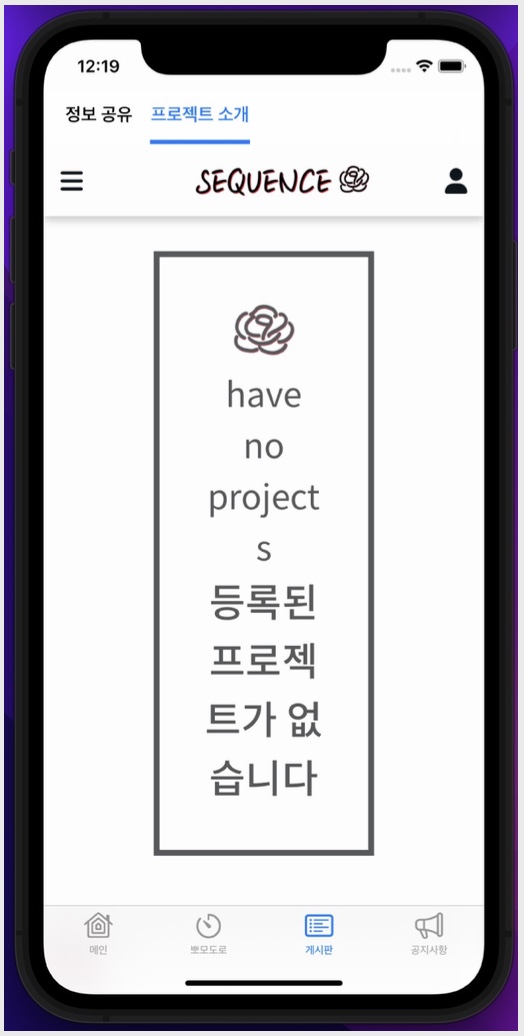 12:19
정보 공유 프로젝트 소개
SEQUENCE
have
no
project
s
등록된
프로젝
트가 없
습니다
메인 뽀모도로 게시판 공지사항